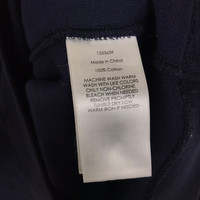 Made in China
100% Cotton
MACHINE WASH WARM
WASH WITH LIKE COLORS
ONLY NON-CHLORINE
BLEACH WHEN NEEDED
REMOVE PROMPTLY
TUMBLE DRY LOW
WARM IRON IF NEEDED